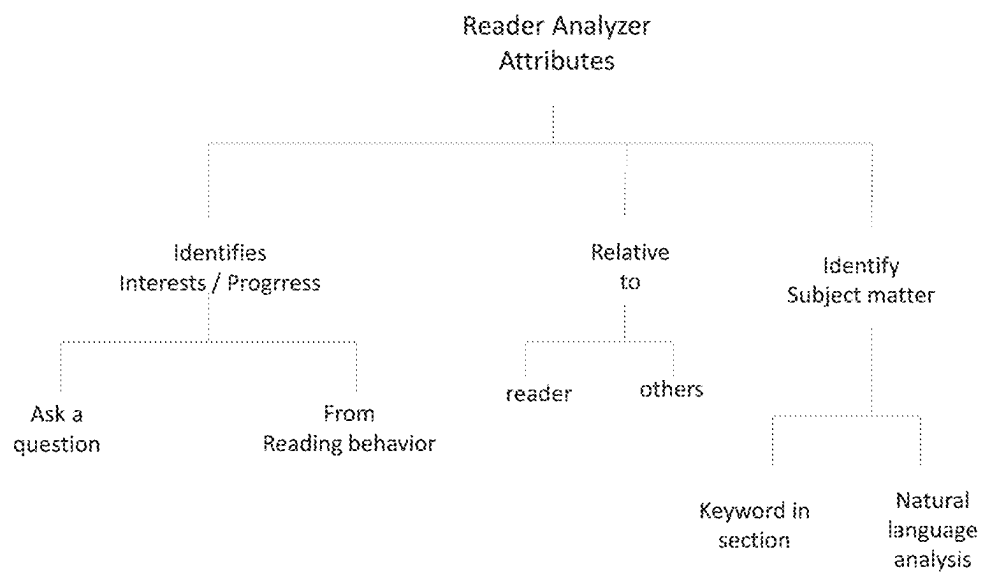 Reader Analyzer
Attributes
Identifies
Interests / Progrress
Relative
to
Identify
Subject matter
Ask a
question
From
Reading behavior
reader
others
Keyword in
section
Natural
language
analysis